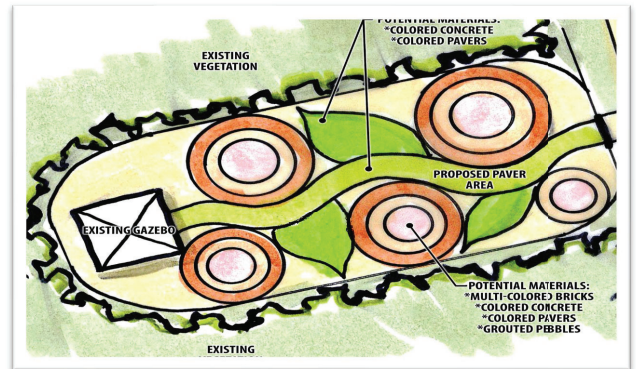 POTENTIAL MATERIALS:
*COLORED CONCRETE
*COLORED PAVERS
EXISTING
VEGETATION
PROPOSED PAVER
AREA
EXISTING GAZEBO
POTENTIAL MATERIALS:
*MULTI-COLORED BRICKS
*COLORED CONCRETE
*COLORED PAVERS
*GROUTED PEBBLES
EXISTING